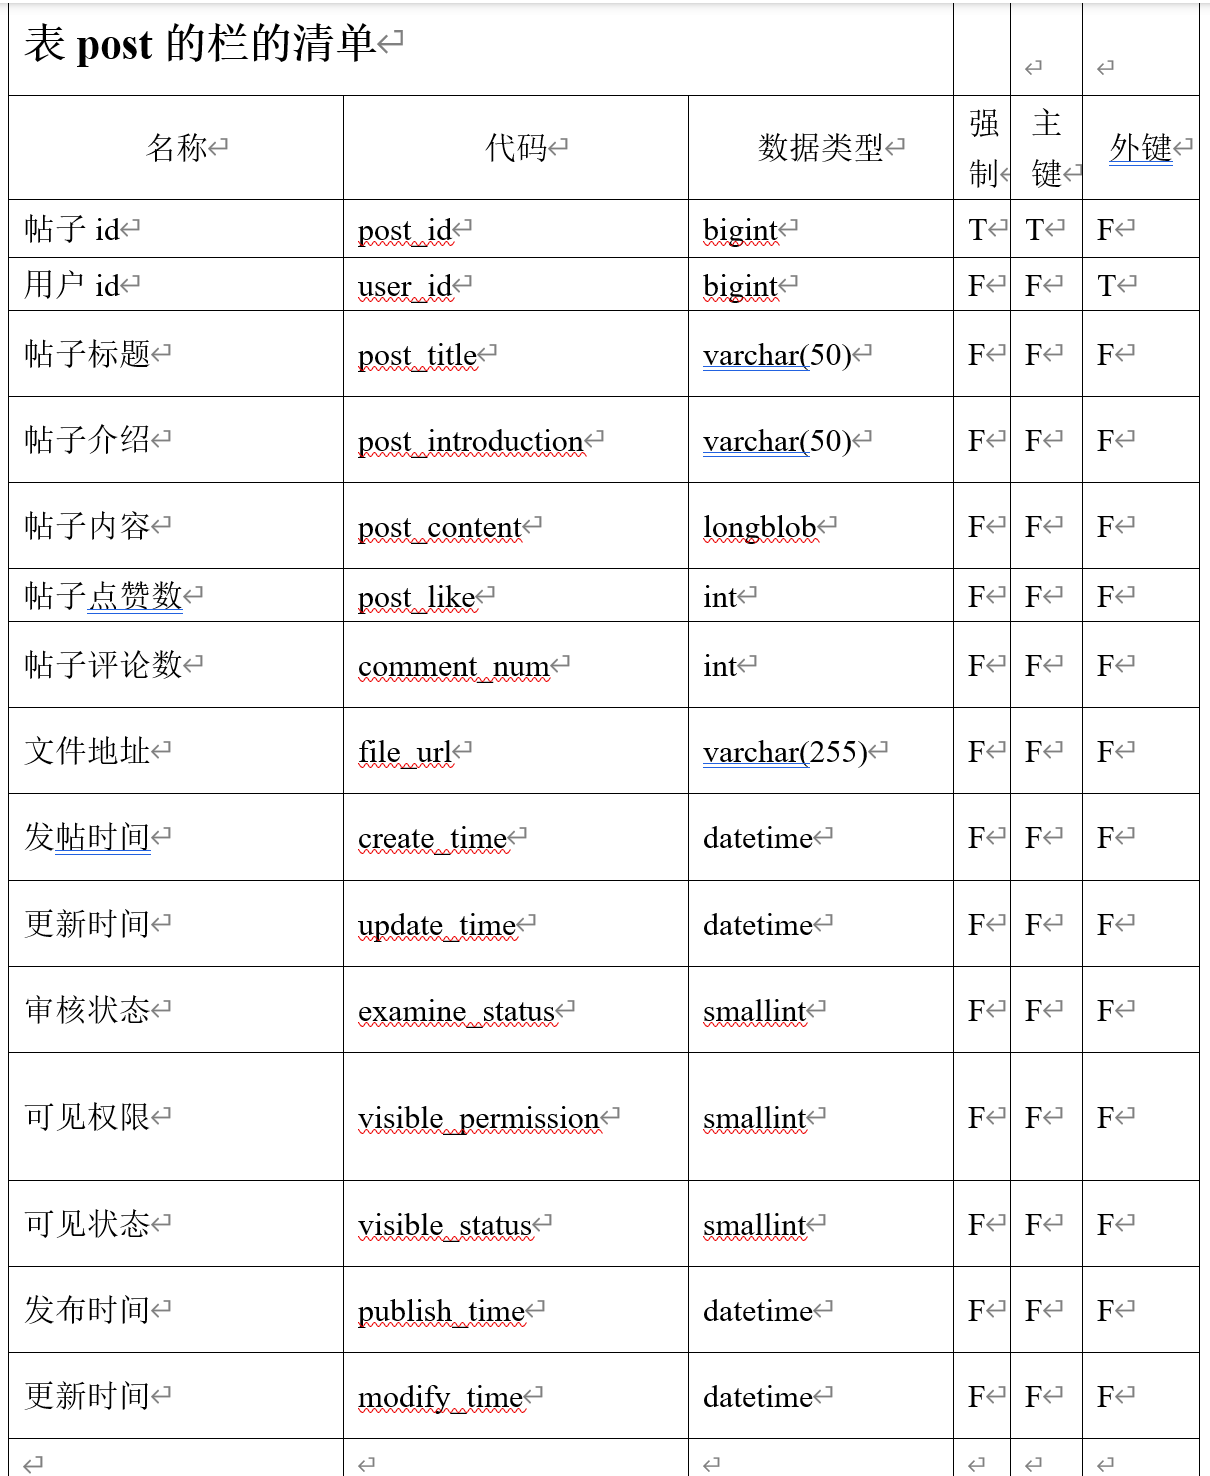 表 post 的栏的清单
名称 代码 数据类型 强制 主键 外键
帖子 id post_id bigint T T F
用户 id user_id bigint F F T
帖子标题 post_title varchar(50) F F F
帖子介绍 post_introduction varchar(50) F F F
帖子内容 post_content longblob F F F
帖子点赞数 post_like int F F F
帖子评论数 comment_num int F F F
文件地址 file_url varchar(255) F F F
发帖时间 create_time datetime F F F
更新时间 update_time datetime F F F
审核状态 examine_status smallint F F F
可见权限 visible_permission smallint F F F
可见状态 visible_status smallint F F F
发布时间 publish_time datetime F F F
更新时间 modify_time datetime F F F